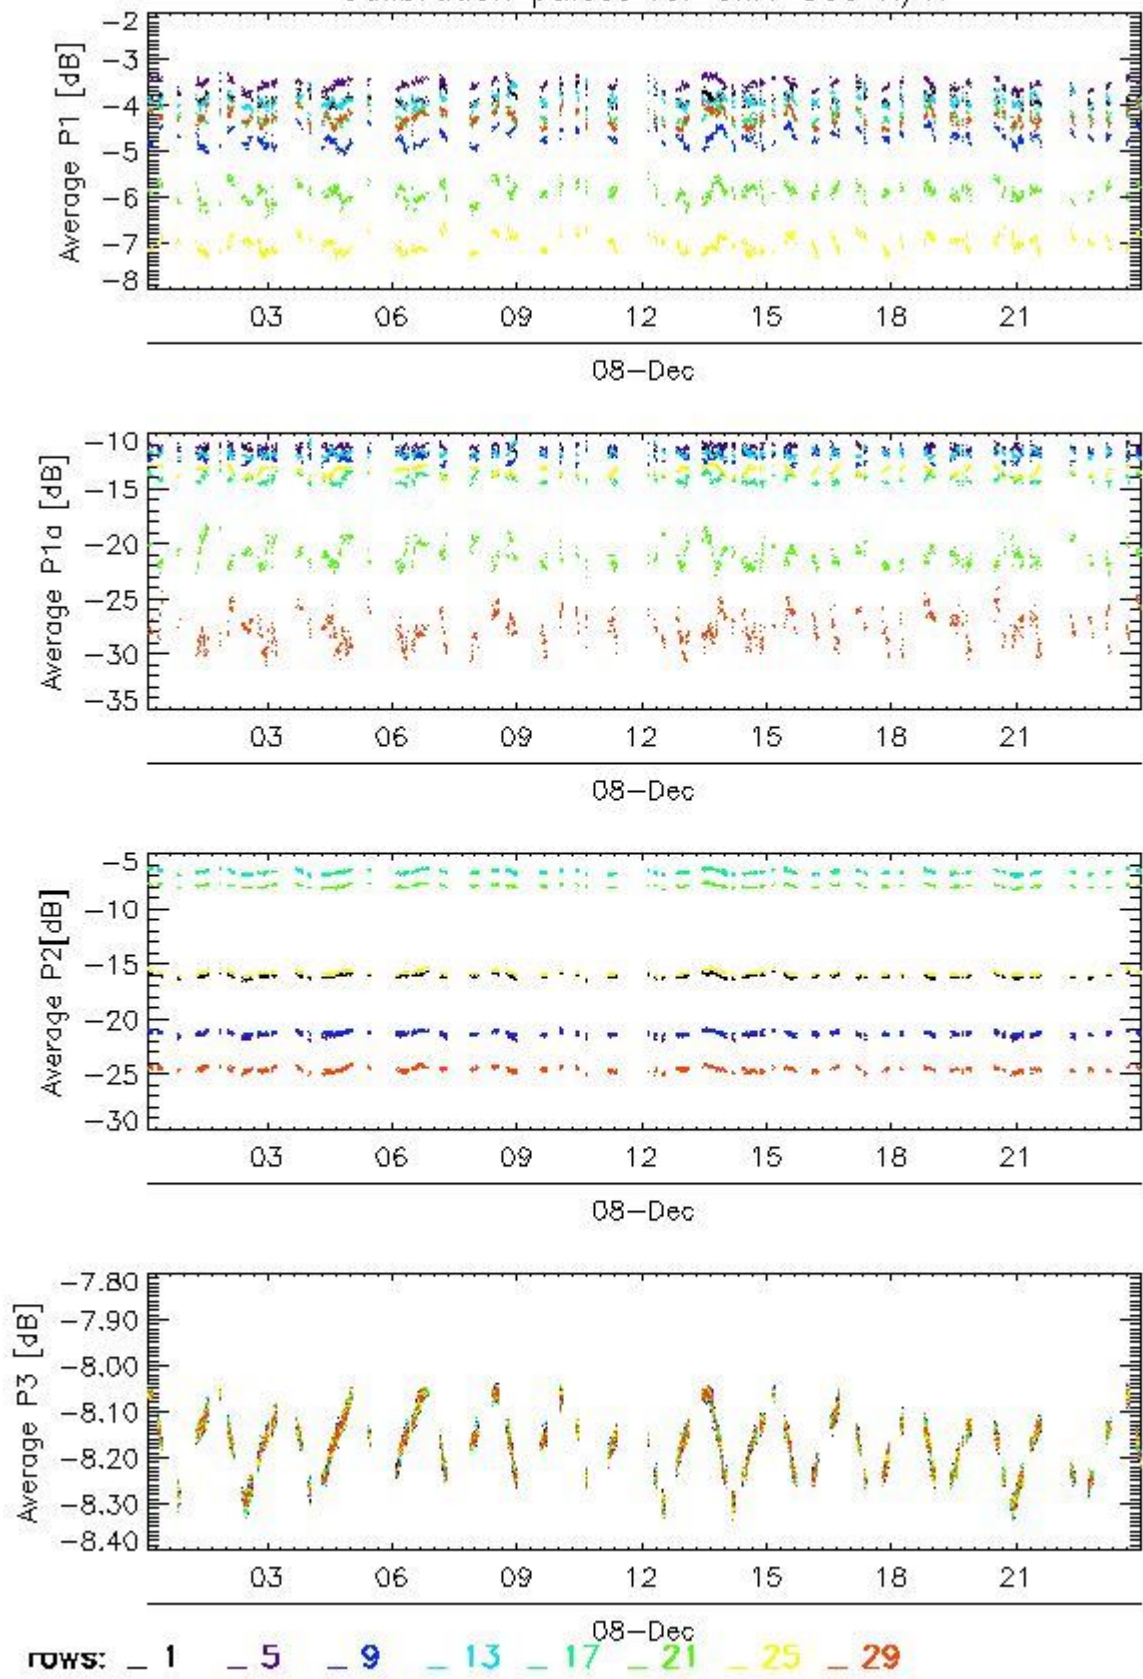 −2
−3
−4
−5
−6
−7
−8
Average P1 [dB]
03 06 09 12 15 18 21
08−Dec
−10
−15
−20
−25
−30
−35
Average P1a [dB]
03 06 09 12 15 18 21
08−Dec
−5
−10
−15
−20
−25
−30
Average P2[dB]
03 06 09 12 15 18 21
08−Dec
−7.80
−7.90
−8.00
−8.10
−8.20
−8.30
−8.40
Average P3 [dB]
03 06 09 12 15 18 21
08−Dec
rows: _ 1 _ 5 _ 9 _ 13 _ 17 _ 21 _ 25 _ 29